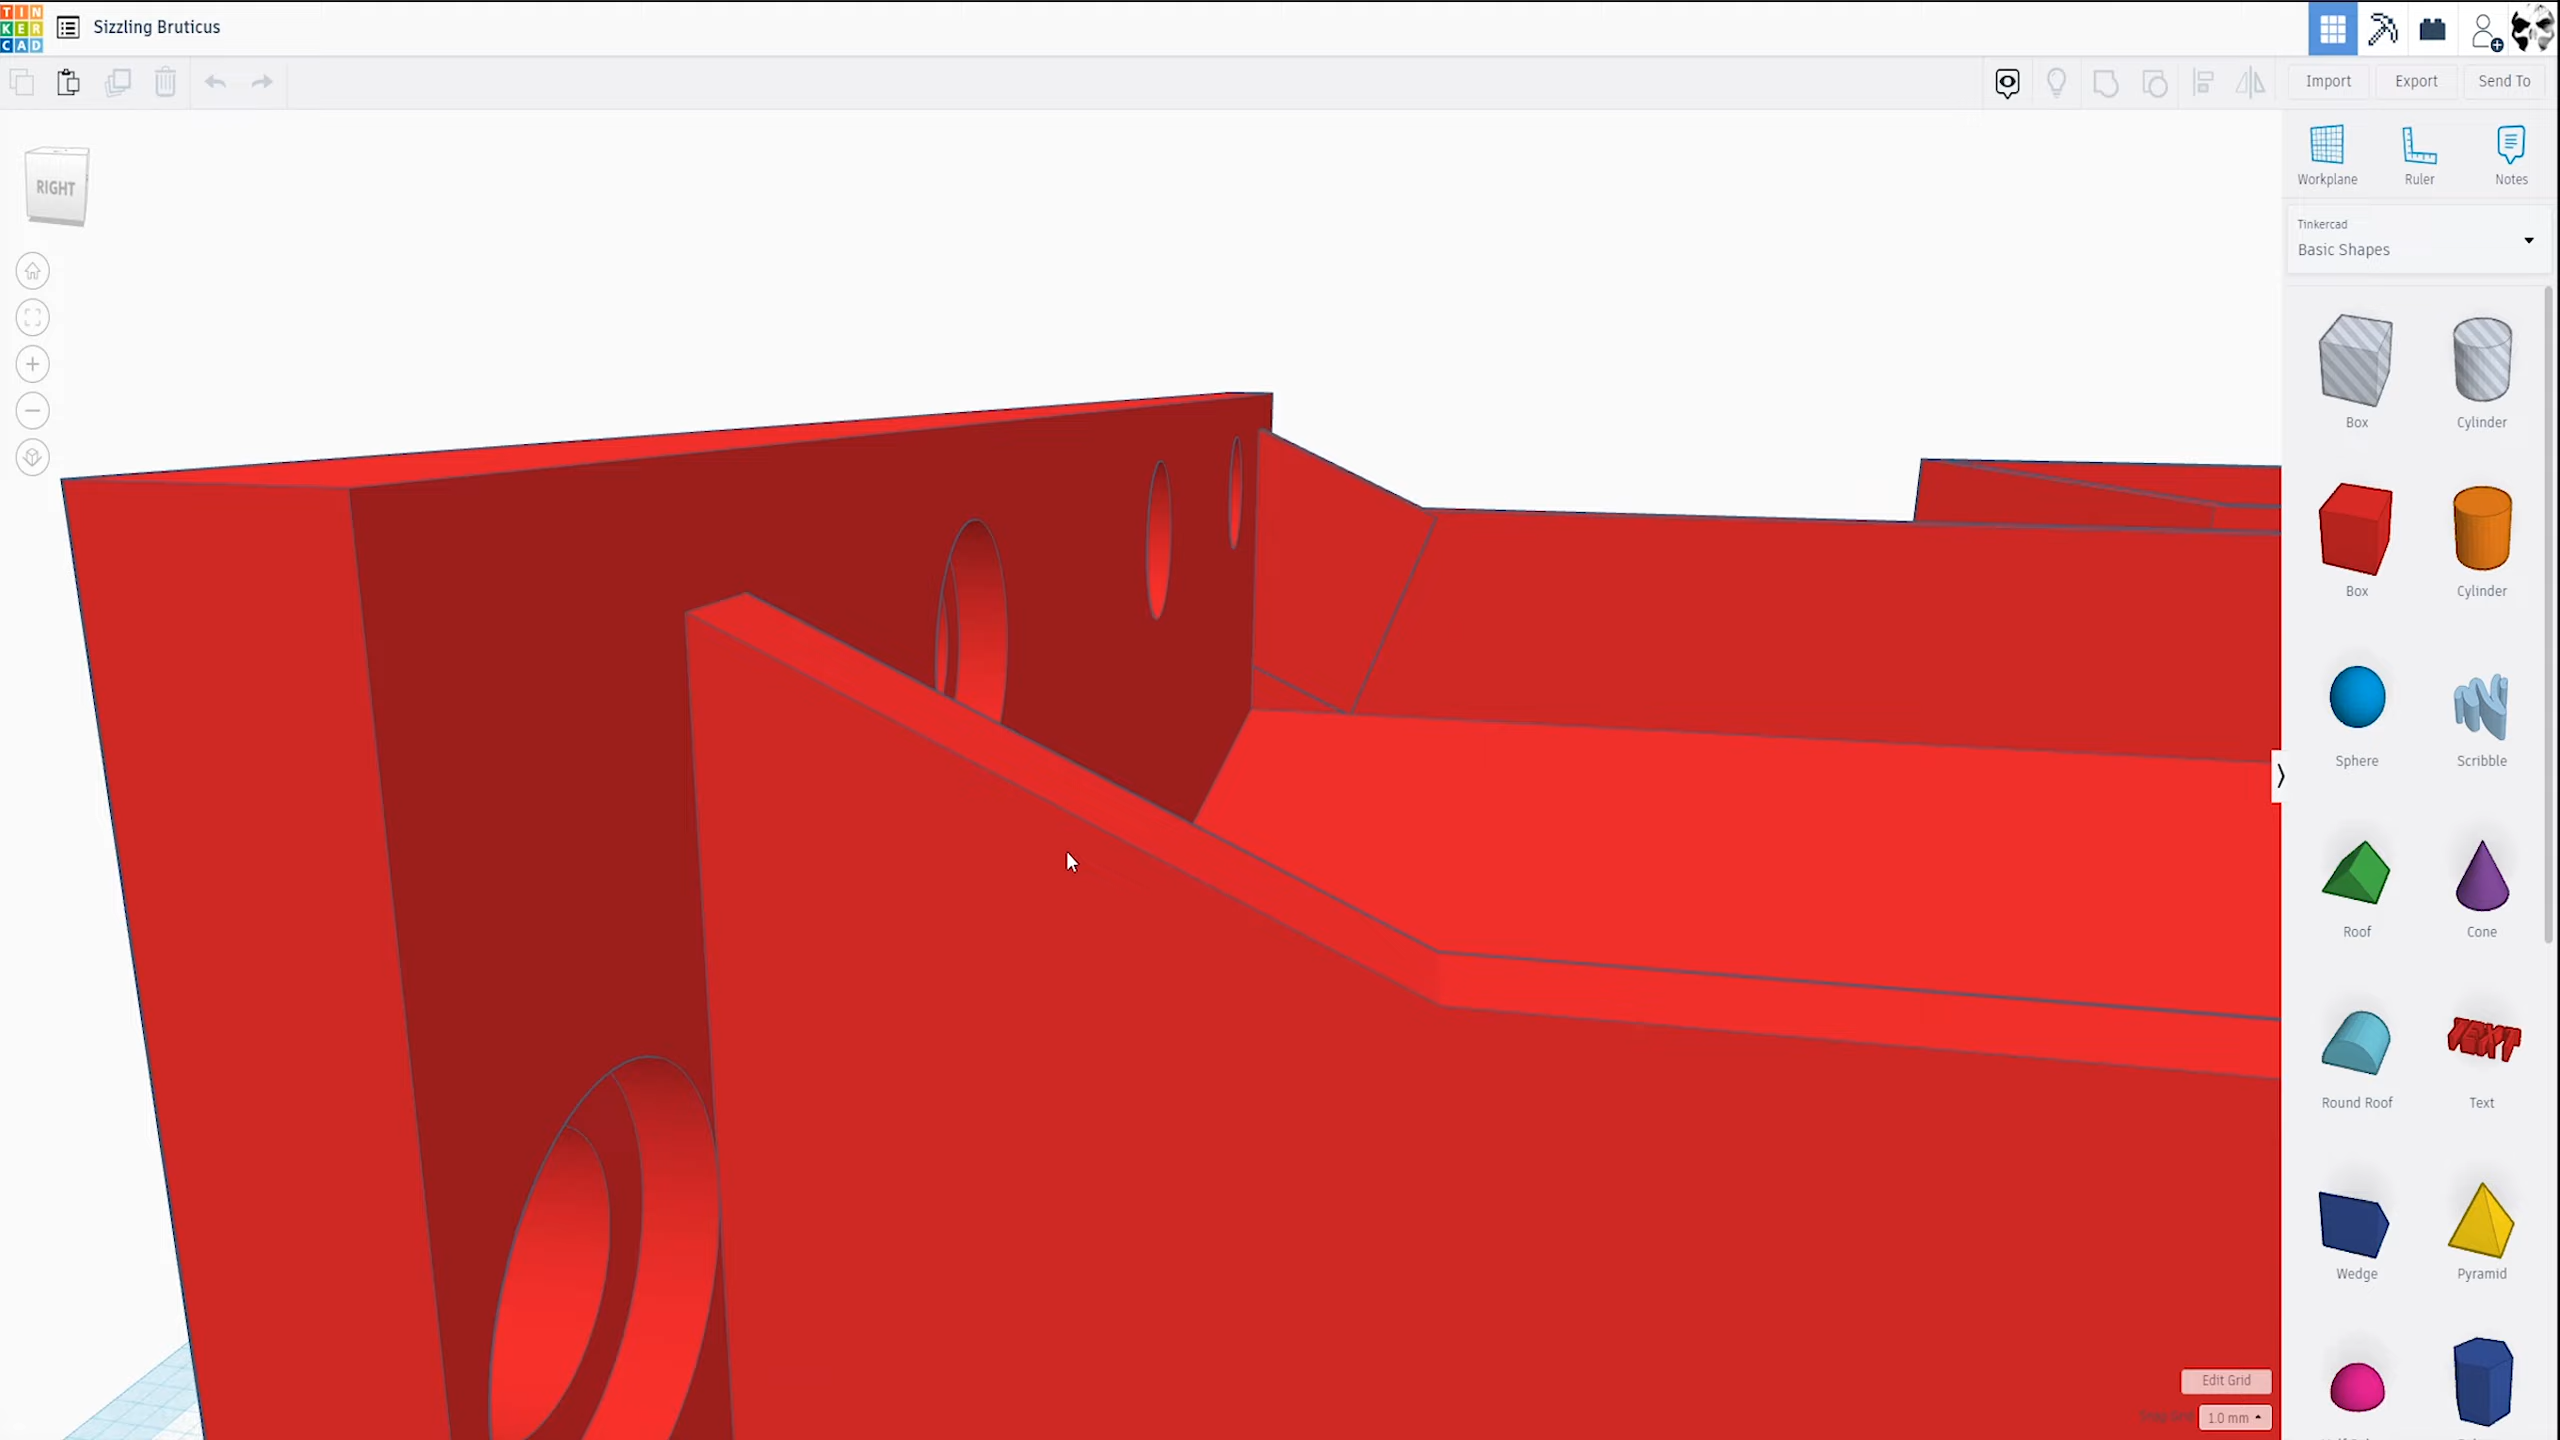 TIN
KER
CAD
Sizzling Bruticus
Import
Export
Send To
RIGHT
Workplane
Ruler
Notes
Tinkercad
Basic Shapes
Box
Cylinder
Box
Cylinder
Sphere
Scribble
Roof
Cone
Round Roof
TEXT
Text
Wedge
Pyramid
Edit Grid
1.0 mm